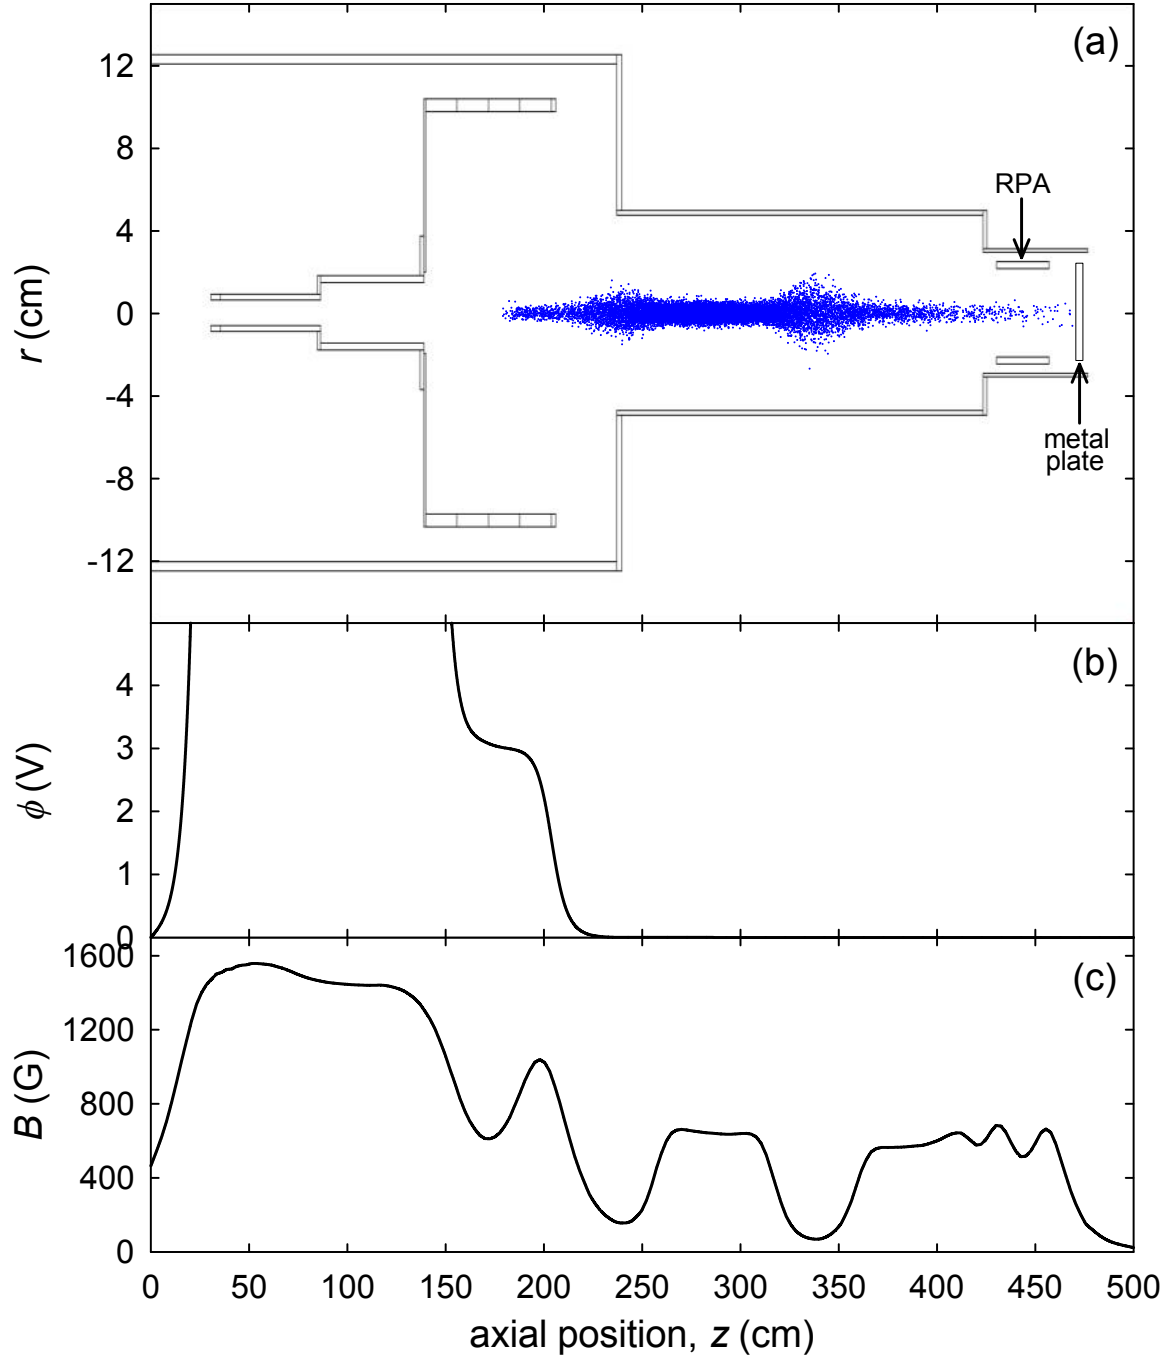 (a)
12
8
4
0
-4
-8
-12
r (cm)
RPA
metal
plate
(b)
4
3
2
1
0
ϕ (V)
(c)
1600
1200
800
400
0
B (G)
0 50 100 150 200 250 300 350 400 450 500
axial position, z (cm)